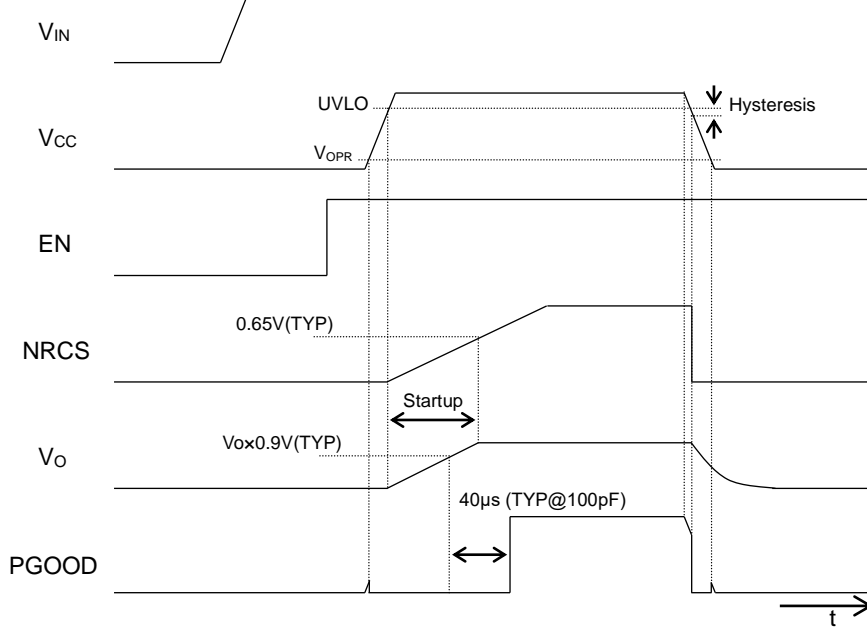 VIN
UVLO
Hysteresis
VCC
VOPR
EN
0.65V(TYP)
NRCS
Startup
Vo×0.9V(TYP)
VO
40µs (TYP@100pF)
PGOOD
t